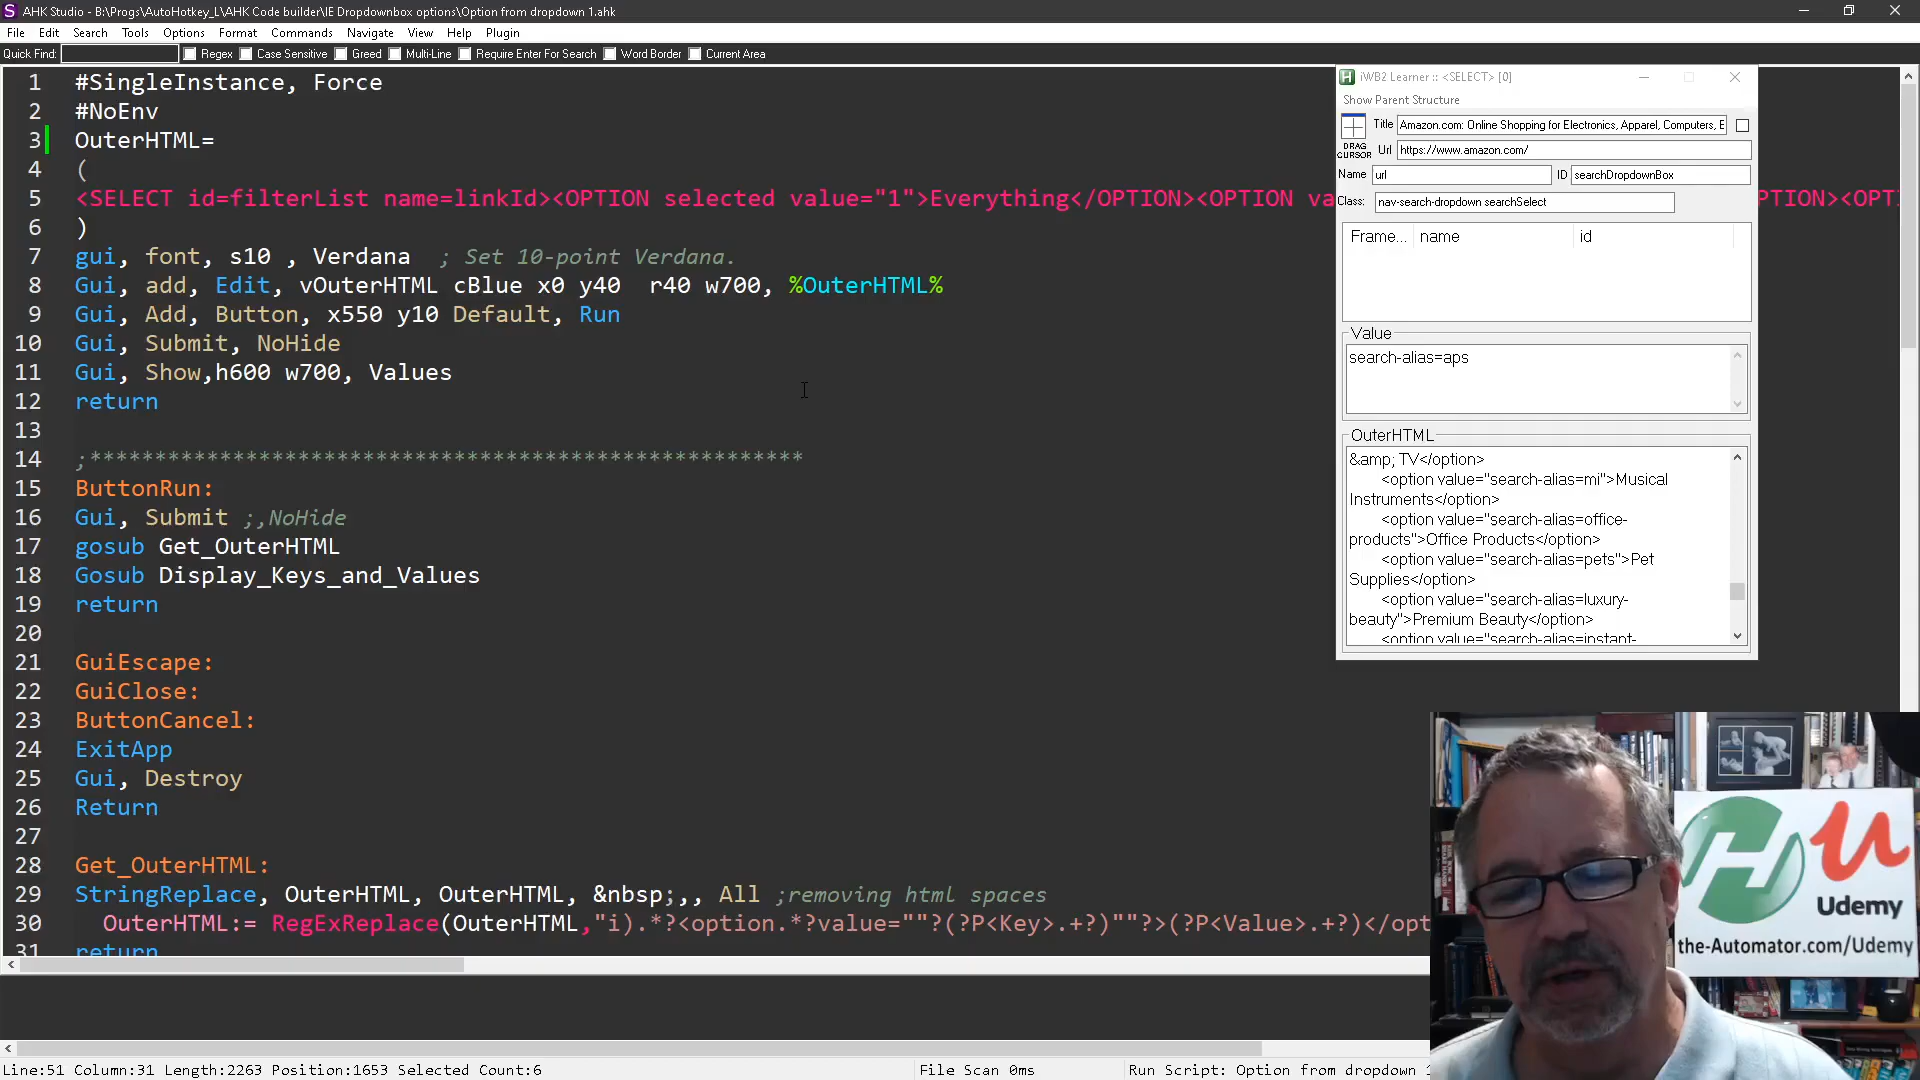 AHK Studio - B:\Progs\AutoHotkey_L\AHK Code builder\IE Dropdownbox options\Option from dropdown 1.ahk
File Edit Search Tools Options Format Commands Navigate View Help Plugin
Quick Find: Regex Case Sensitive Greed Multi-Line Require Enter For Search Word Border Current Area
1 #SingleInstance, Force
2 #NoEnv
3 OuterHTML=
4 (
5 <SELECT id=filterList name=linkId><OPTION selected value="1">Everything</OPTION><OPTION va PTION><OPTI
6 )
7 gui, font, s10 , Verdana ; Set 10-point Verdana.
8 Gui, add, Edit, vOuterHTML cBlue x0 y40 r40 w700, %OuterHTML%
9 Gui, Add, Button, x550 y10 Default, Run
10 Gui, Submit, NoHide
11 Gui, Show,h600 w700, Values
12 return
13
14 ;*******************************************************
15 ButtonRun:
16 Gui, Submit ;,NoHide
17 gosub Get_OuterHTML
18 Gosub Display_Keys_and_Values
19 return
20
21 GuiEscape:
22 GuiClose:
23 ButtonCancel:
24 ExitApp
25 Gui, Destroy
26 Return
27
28 Get_OuterHTML:
29 StringReplace, OuterHTML, OuterHTML, &nbsp;,, All ;removing html spaces
30 OuterHTML:= RegExReplace(OuterHTML,"i).*?<option.*?value=""?(?P<Key>.+?)""?>(?P<Value>.+?)</opt
31 return
Line:51 Column:31 Length:2263 Position:1653 Selected Count:6 File Scan 0ms Run Script: Option from dropdown 1
iWB2 Learner :: <SELECT> [0]
Show Parent Structure
DRAG CURSOR
Title Amazon.com: Online Shopping for Electronics, Apparel, Computers, E
Url https://www.amazon.com/
Name url ID searchDropdownBox
Class: nav-search-dropdown searchSelect
Frame... name id
Value
search-alias=aps
OuterHTML
&amp; TV</option>
<option value="search-alias=mi">Musical
Instruments</option>
<option value="search-alias=office-
products">Office Products</option>
<option value="search-alias=pets">Pet
Supplies</option>
<option value="search-alias=luxury-
beauty">Premium Beauty</option>
<option value="search-alias=instant-
Udemy
the-Automator.com/Udemy